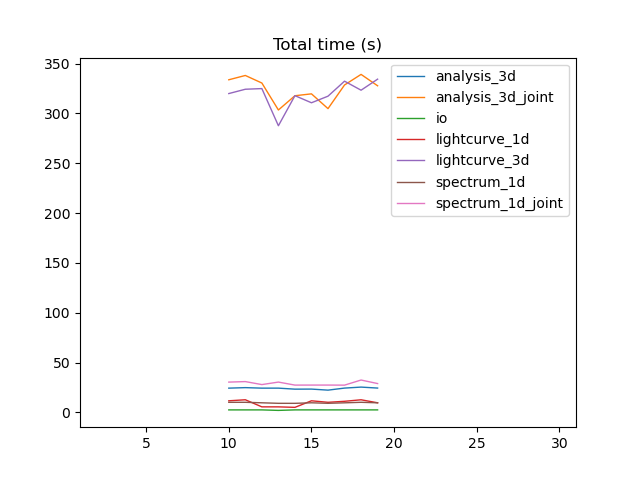 Total time (s)
350
300
250
200
150
100
50
0
5
10
15
20
25
30
analysis_3d
analysis_3d_joint
io
lightcurve_1d
lightcurve_3d
spectrum_1d
spectrum_1d_joint